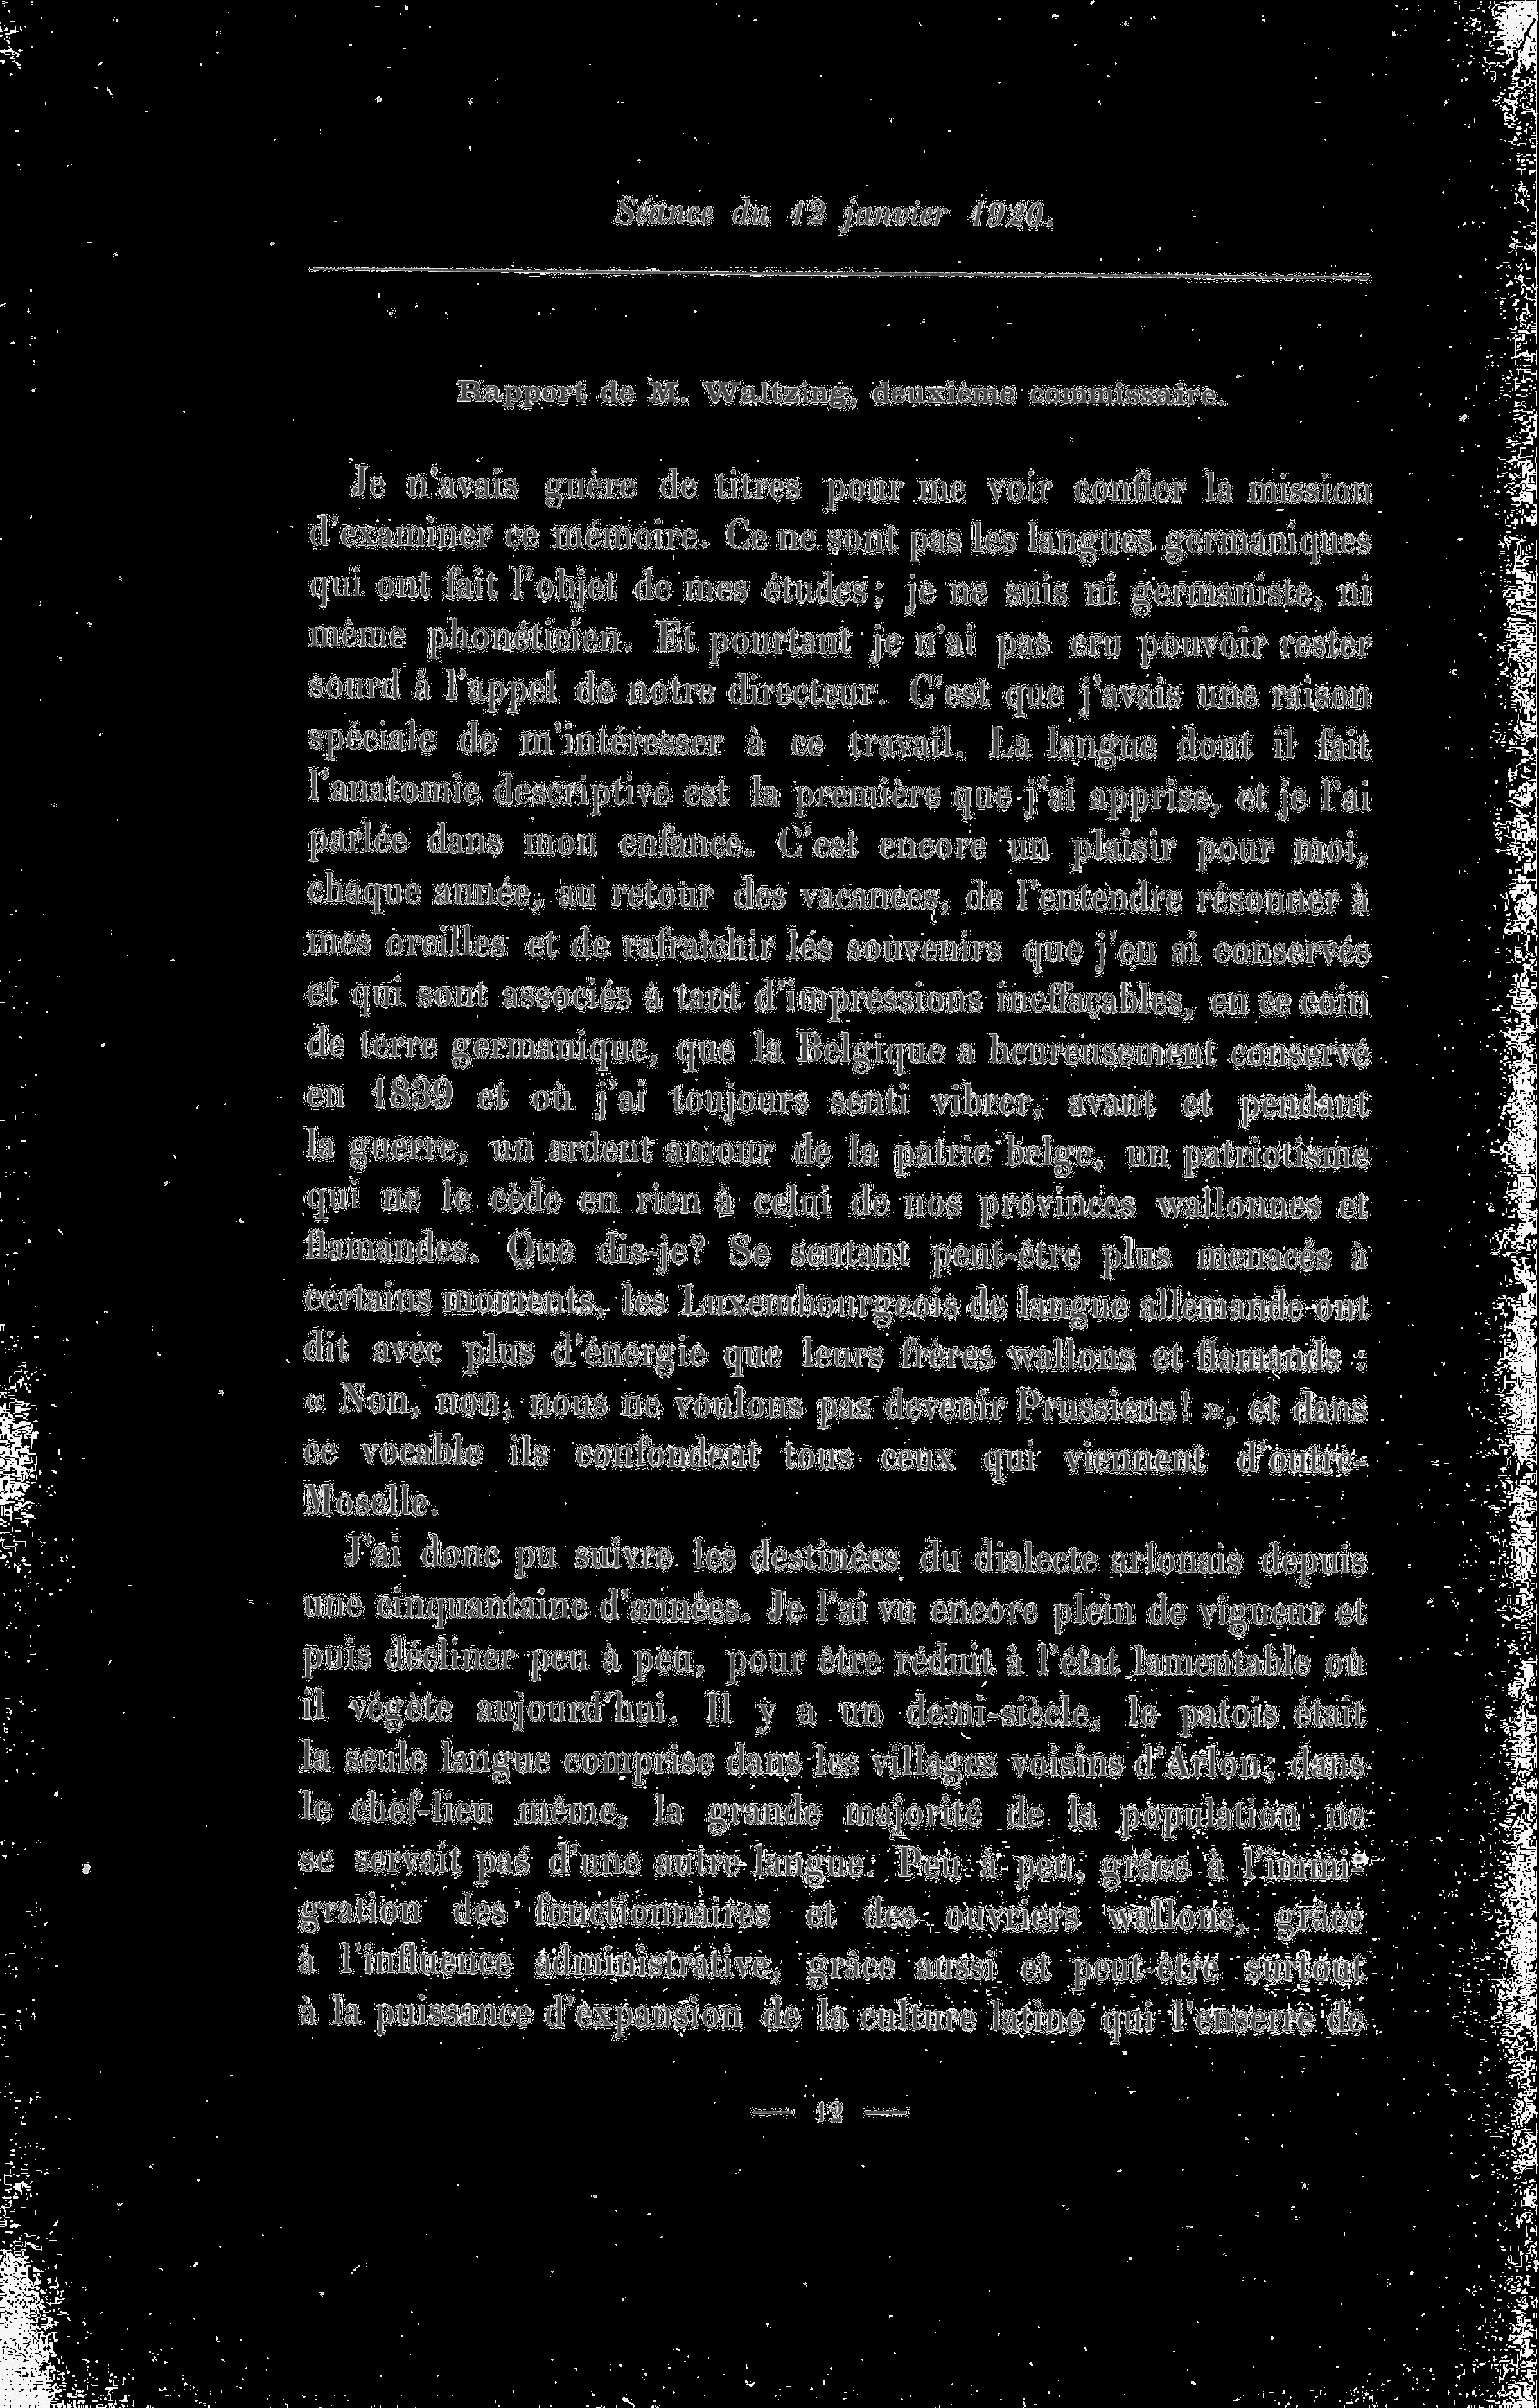 Séance du 12 janvier 1920.
Rapport de M. Waltzing, deuxième commissaire.
Je n'avais guère de titres pour me voir confier la mission
d'examiner ce mémoire. Ce ne sont pas les langues germaniques
qui ont fait l'objet de mes études; je ne suis ni germaniste, ni
même phonéticien. Et pourtant je n'ai pas cru pouvoir rester
sourd à l'appel de notre directeur. C'est que j'avais une raison
spéciale de m'intéresser à ce travail. La langue dont il fait
l'anatomie descriptive est la première que j'ai apprise, et je l'ai
parlée dans mon enfance. C'est encore un plaisir pour moi,
chaque année, au retour des vacances, de l'entendre résonner à
mes oreilles et de rafraîchir les souvenirs que j'en ai conservés
et qui sont associés à tant d'impressions ineffaçables, en ce coin
de terre germanique, que la Belgique a heureusement conservé
en 1839 et où j'ai toujours senti vibrer, avant et pendant
la guerre, un ardent amour de la patrie belge, un patriotisme
qui ne le cède en rien à celui de nos provinces wallonnes et
flamandes. Que dis-je? Se sentant peut-être plus menacés à
certains moments, les Luxembourgeois de langue allemande ont
dit avec plus d'énergie que leurs frères wallons et flamands :
« Non, non, nous ne voulons pas devenir Prussiens! », et dans
ce vocable ils confondent tous ceux qui viennent d'outre-
Moselle.
J'ai donc pu suivre les destinées du dialecte arlonais depuis
une cinquantaine d'années. Je l'ai vu encore plein de vigueur et
puis décliner peu à peu, pour être réduit à l'état lamentable où
il végète aujourd'hui. Il y a un demi-siècle, le patois était
la seule langue comprise dans les villages voisins d'Arlon; dans
le chef-lieu même, la grande majorité de la population ne
se servait pas d'une autre langue. Peu à peu, grâce à l'immi-
gration des fonctionnaires et des ouvriers wallons, grâce
à l'influence administrative, grâce aussi et peut-être surtout
à la puissance d'expansion de la culture latine qui l'enserre de
— 12 —